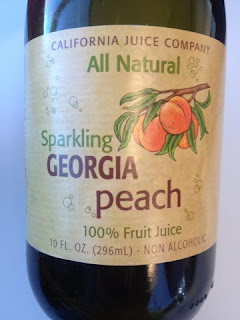 CALIFORNIA JUICE COMPANY
All Natural
Sparkling
GEORGIA
peach
100% Fruit Juice
10 FL. OZ. (296mL) - NON ALCOHOLIC